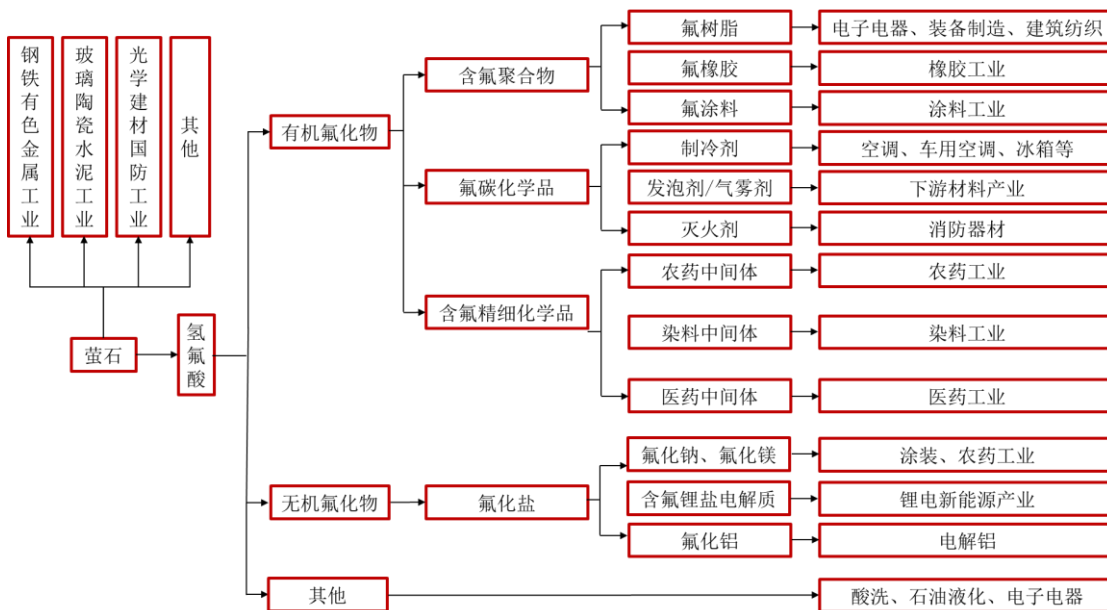 钢铁有色金属工业
玻璃陶瓷水泥工业
光学建材国防工业
其他
萤石
氢氟酸
有机氟化物
含氟聚合物
氟树脂
电子电器、装备制造、建筑纺织
氟橡胶
橡胶工业
氟涂料
涂料工业
氟碳化学品
制冷剂
空调、车用空调、冰箱等
发泡剂/气雾剂
下游材料产业
灭火剂
消防器材
含氟精细化学品
农药中间体
农药工业
染料中间体
染料工业
医药中间体
医药工业
无机氟化物
氟化盐
氟化钠、氟化镁
涂装、农药工业
含氟锂盐电解质
锂电新能源产业
氟化铝
电解铝
其他
酸洗、石油液化、电子电器